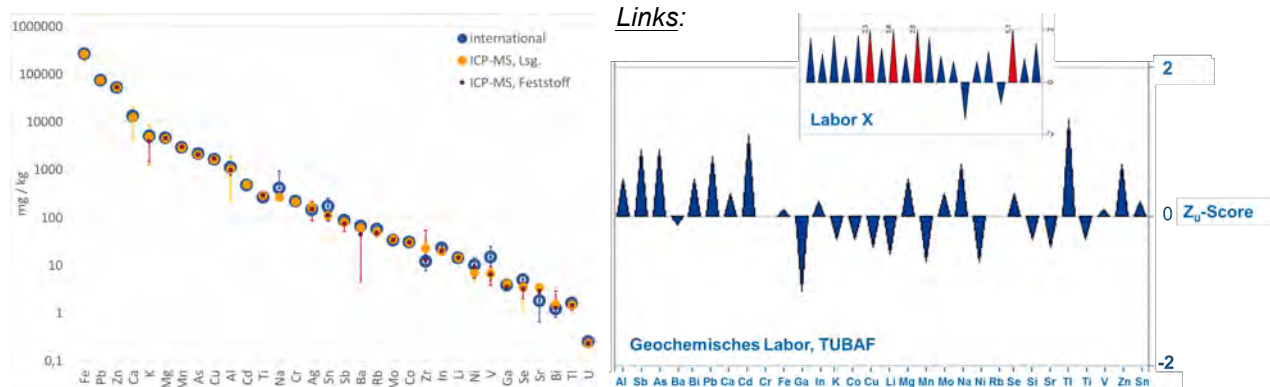 Links:
1000000
100000
10000
1000
100
10
1
0,1
mg / kg
international
ICP-MS, Lsg.
ICP-MS, Feststoff
Fe Pb Zn Ca K Mg Mn As Cu Al Cd Ti Na Cr Ag Sn Sb Ba Rb Mo Co Zr In Li Ni V Ga Se Sr Bi Tl U
Labor X
2
0
Z
u
-Score
-2
Geochemisches Labor, TUBAF
Al Sb As Ba Bi Pb Ca Cd Cr Fe Ga In K Co Cu Li Mg Mn Mo Na Ni Rb Se Si Sr Tl Ti V Zn Sn